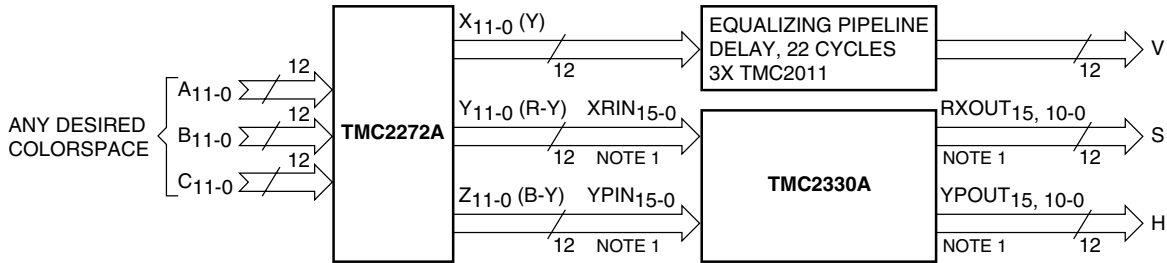 ANY DESIRED
COLORSPACE
A11-0
12
B11-0
12
C11-0
12
TMC2272A
X11-0 (Y)
12
EQUALIZING PIPELINE
DELAY, 22 CYCLES
3X TMC2011
12
V
Y11-0 (R-Y)
XRIN15-0
12
NOTE 1
Z11-0 (B-Y)
YPIN15-0
12
NOTE 1
TMC2330A
RXOUT15, 10-0
NOTE 1
12
S
YPOUT15, 10-0
NOTE 1
12
H